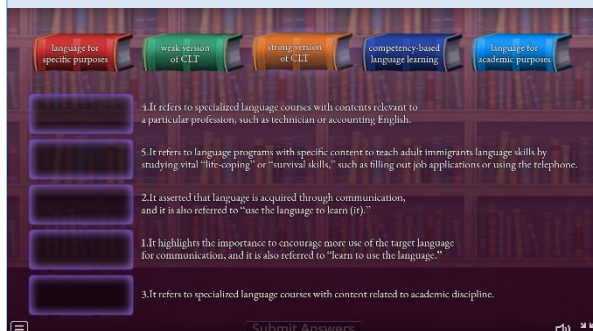 language for
specific purposes
weak version
of CLT
strong version
of CLT
competency-based
language learning
language for
academic purposes
4.It refers to specialized language courses with contents relevant to
a particular profession, such as technician or accounting English.
5.It refers to language programs with specific content to teach adult immigrants language skills by
studying vital “life-coping” or “survival skills,” such as filling out job applications or using the telephone.
2.It asserted that language is acquired through communication,
and it is also referred to “use the language to learn (it).”
1.It highlights the importance to encourage more use of the target language
for communication, and it is also referred to “learn to use the language.”
3.It refers to specialized language courses with content related to academic discipline.
Submit Answers